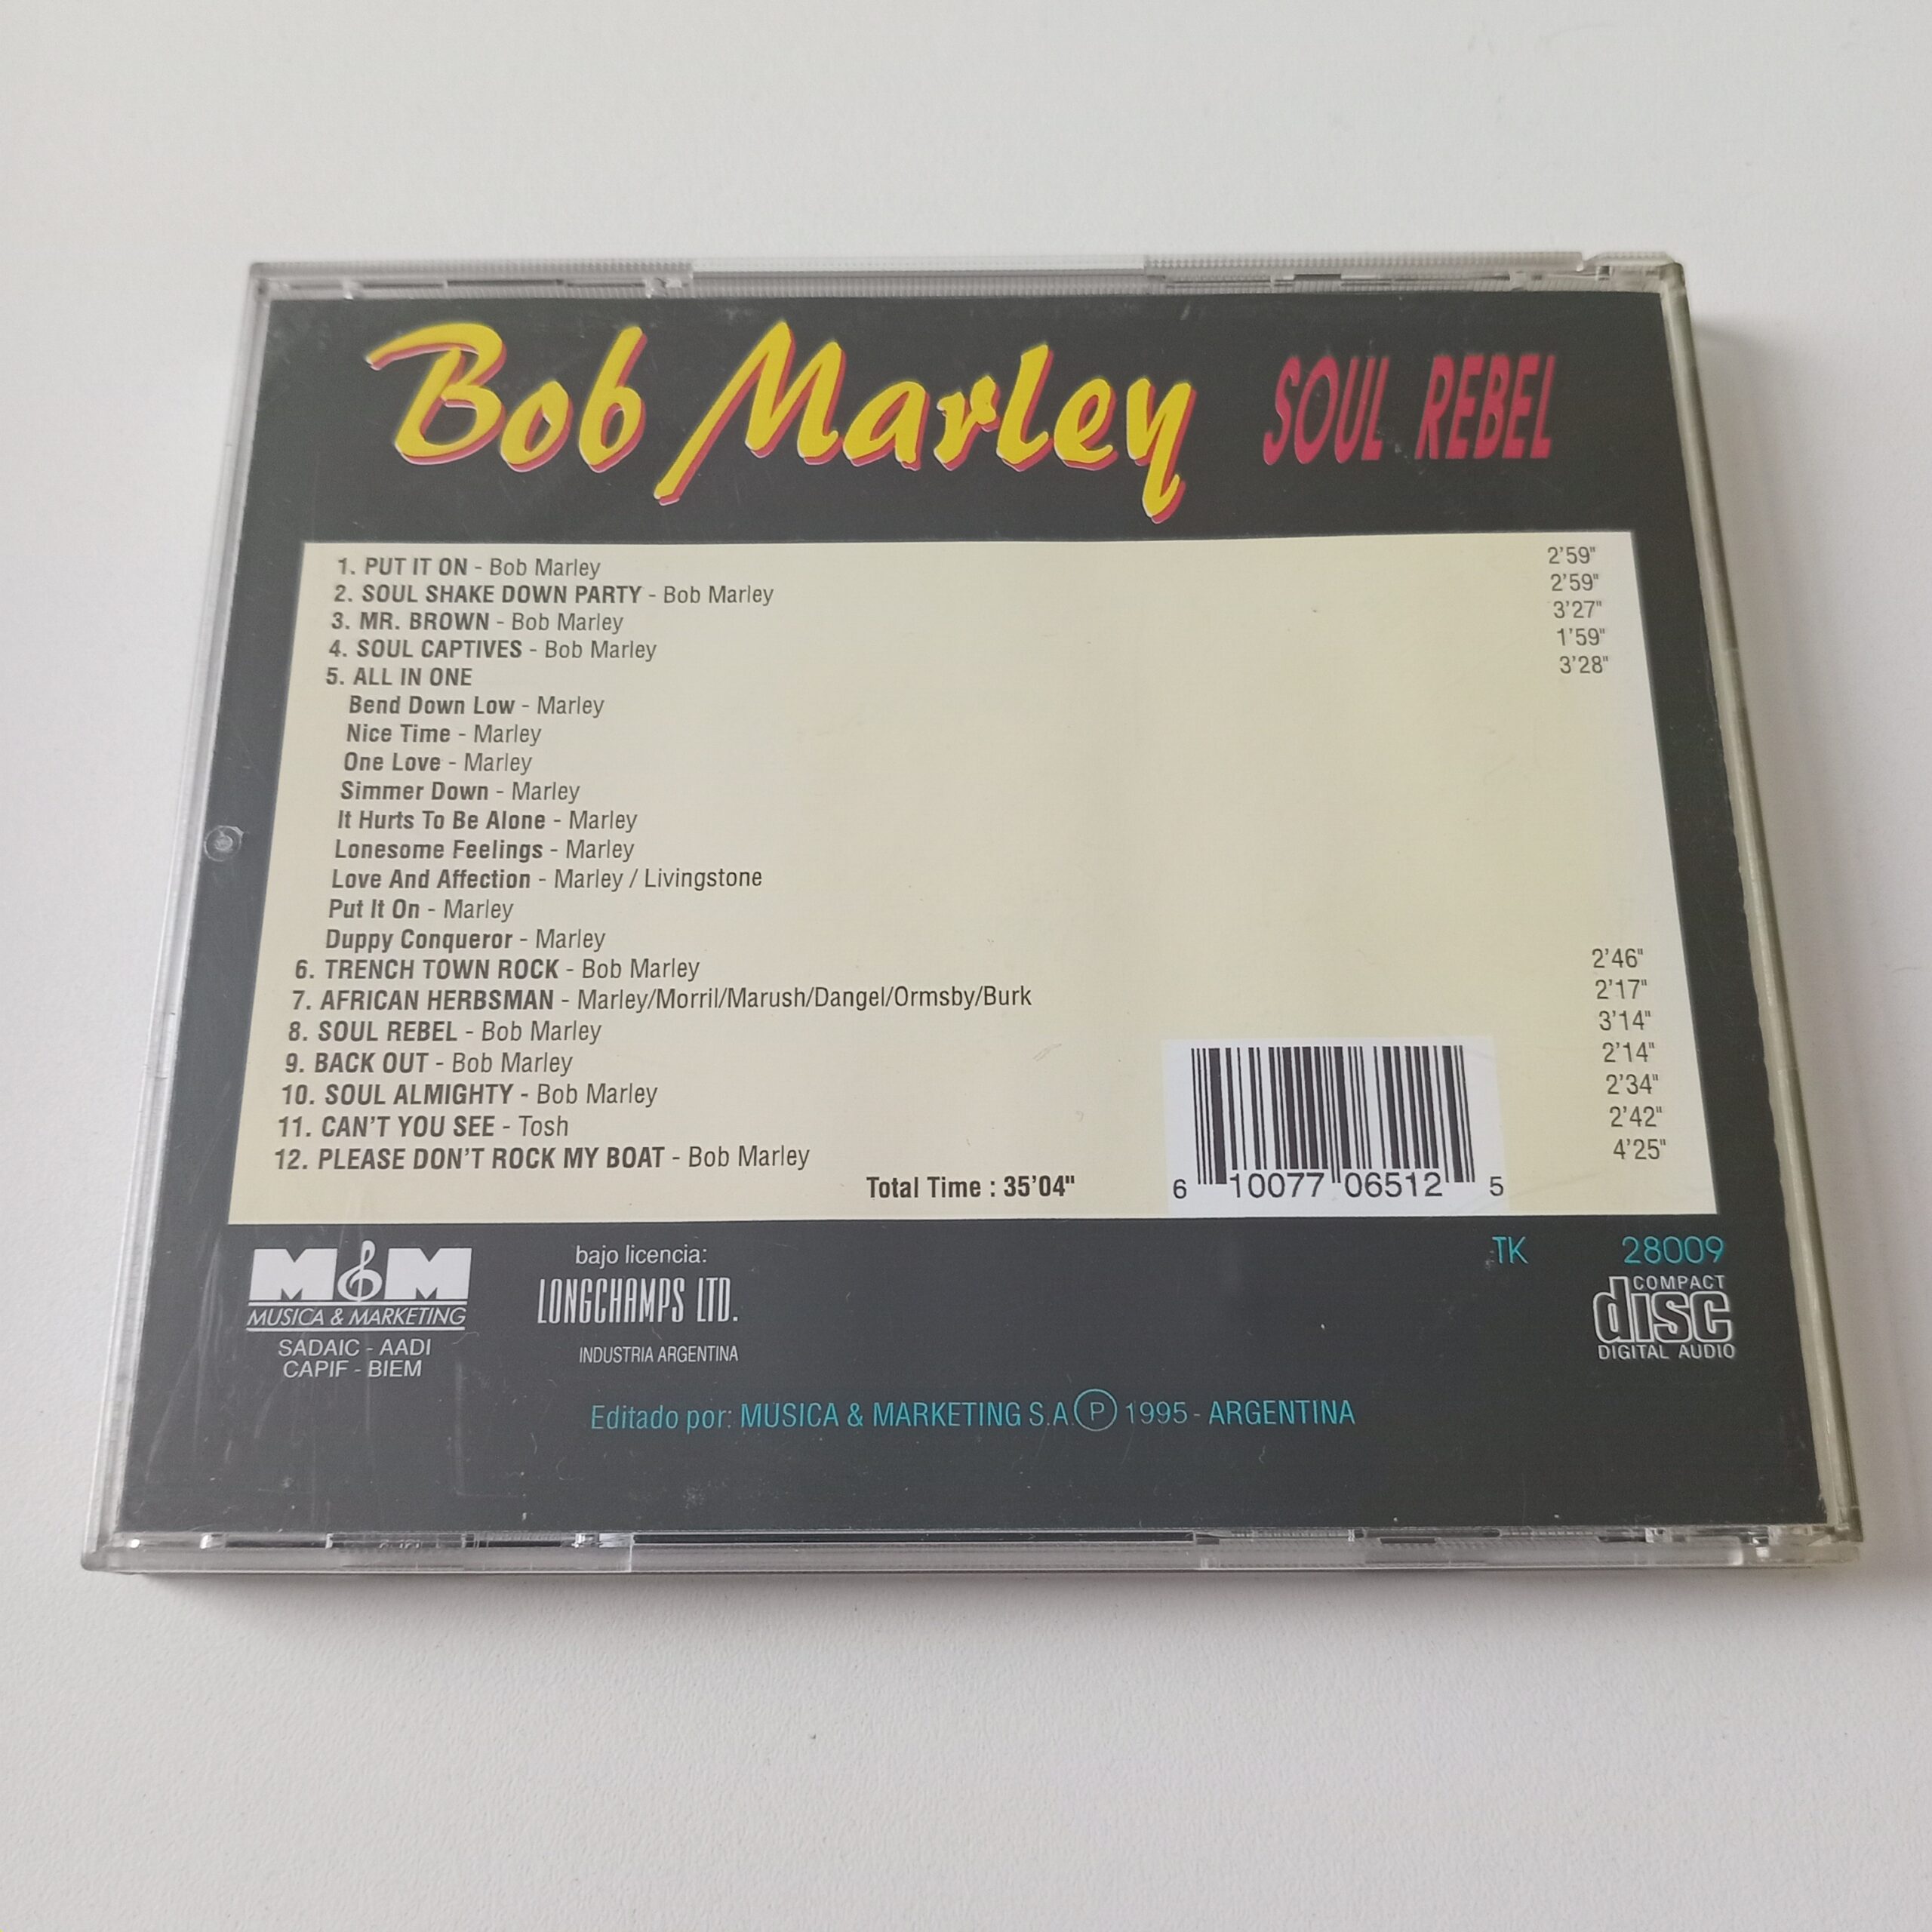 Bob Marley SOUL REBEL
1. PUT IT ON - Bob Marley 2'59"
2. SOUL SHAKE DOWN PARTY - Bob Marley 2'59"
3. MR. BROWN - Bob Marley 3'27"
4. SOUL CAPTIVES - Bob Marley 1'59"
5. ALL IN ONE 3'28"
Bend Down Low - Marley
Nice Time - Marley
One Love - Marley
Simmer Down - Marley
It Hurts To Be Alone - Marley
Lonesome Feelings - Marley
Love And Affection - Marley / Livingstone
Put It On - Marley
Duppy Conqueror - Marley
6. TRENCH TOWN ROCK - Bob Marley 2'46"
7. AFRICAN HERBSMAN - Marley/Morril/Marush/Dangel/Ormsby/Burk 2'17"
8. SOUL REBEL - Bob Marley 3'14"
9. BACK OUT - Bob Marley 2'14"
10. SOUL ALMIGHTY - Bob Marley 2'34"
11. CAN'T YOU SEE - Tosh 2'42"
12. PLEASE DON'T ROCK MY BOAT - Bob Marley 4'25"
Total Time : 35'04"
6 10077 06512 5
TK 28009
M&M
MUSICA & MARKETING
SADAIC - AADI
CAPIF - BIEM
bajo licencia:
LONGCHAMPS LTD.
INDUSTRIA ARGENTINA
COMPACT
disc
DIGITAL AUDIO
Editado por: MUSICA & MARKETING S.A. Ⓟ 1995 - ARGENTINA